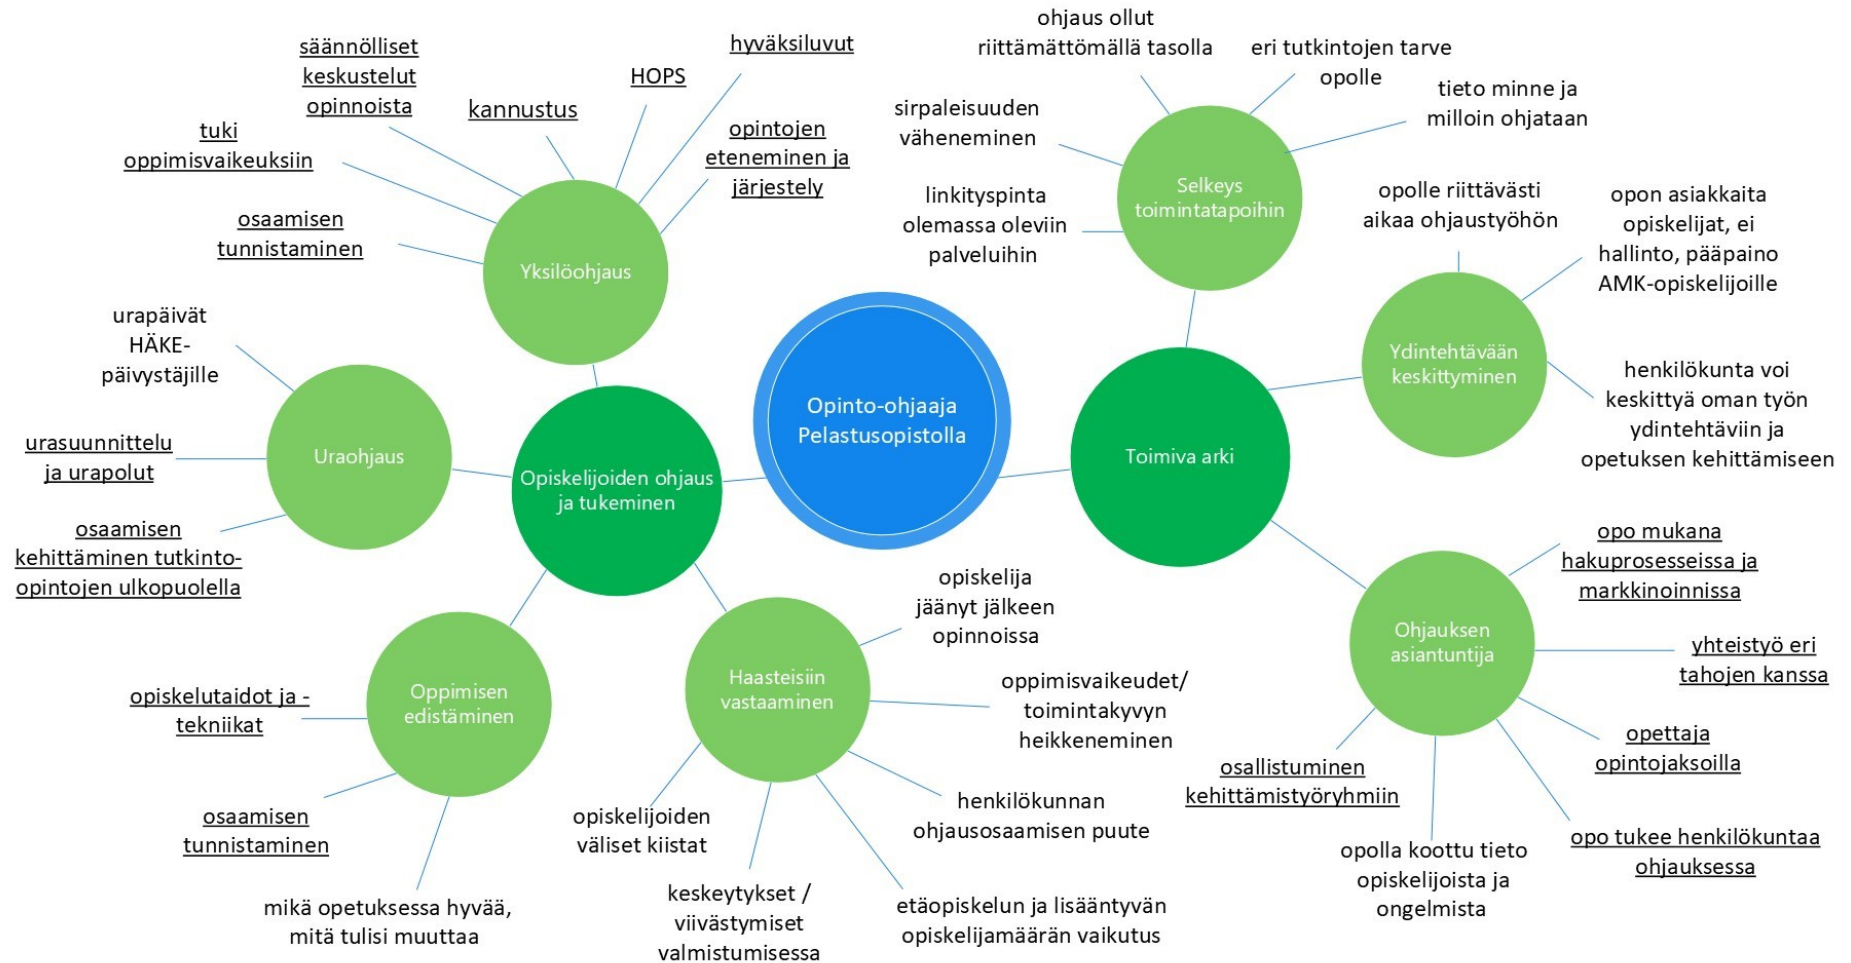 Opinto-ohjaaja
Pelastusopistolla
Opiskelijoiden ohjaus
ja tukeminen
Yksilöohjaus
osaamisen
tunnistaminen
tuki
oppimisvaikeuksiin
säännölliset
keskustelut
opinnoista
kannustus
HOPS
hyväksiluvut
opintojen
eteneminen ja
järjestely
Uraohjaus
urapäivät
HÄKE-
päivystäjille
urasuunnittelu
ja urapolut
osaamisen
kehittäminen tutkinto-
opintojen ulkopuolella
Oppimisen
edistäminen
opiskelutaidot ja -
tekniikat
osaamisen
tunnistaminen
mikä opetuksessa hyvää,
mitä tulisi muuttaa
Haasteisiin
vastaaminen
opiskelija
jäänyt jälkeen
opinnoissa
oppimisvaikeudet/
toimintakyvyn
heikkeneminen
henkilökunnan
ohjausosaamisen puute
etäopiskelun ja lisääntyvän
opiskelijamäärän vaikutus
keskeytykset /
viivästymiset
valmistumisessa
opiskelijoiden
väliset kiistat
Toimiva arki
Selkeys
toimintatapoihin
linkityspinta
olemassa oleviin
palveluihin
sirpaleisuuden
väheneminen
ohjaus ollut
riittämättömällä tasolla
eri tutkintojen tarve
opolle
tieto minne ja
milloin ohjataan
Ydintehtävään
keskittyminen
opolle riittävästi
aikaa ohjaustyöhön
opon asiakkaita
opiskelijat, ei
hallinto, pääpaino
AMK-opiskelijoille
henkilökunta voi
keskittyä oman työn
ydintehtäviin ja
opetuksen kehittämiseen
Ohjauksen
asiantuntija
opo mukana
hakuprosesseissa ja
markkinoinnissa
yhteistyö eri
tahojen kanssa
opettaja
opintojaksoilla
opo tukee henkilökuntaa
ohjauksessa
opolla koottu tieto
opiskelijoista ja
ongelmista
osallistuminen
kehittämistyöryhmiin